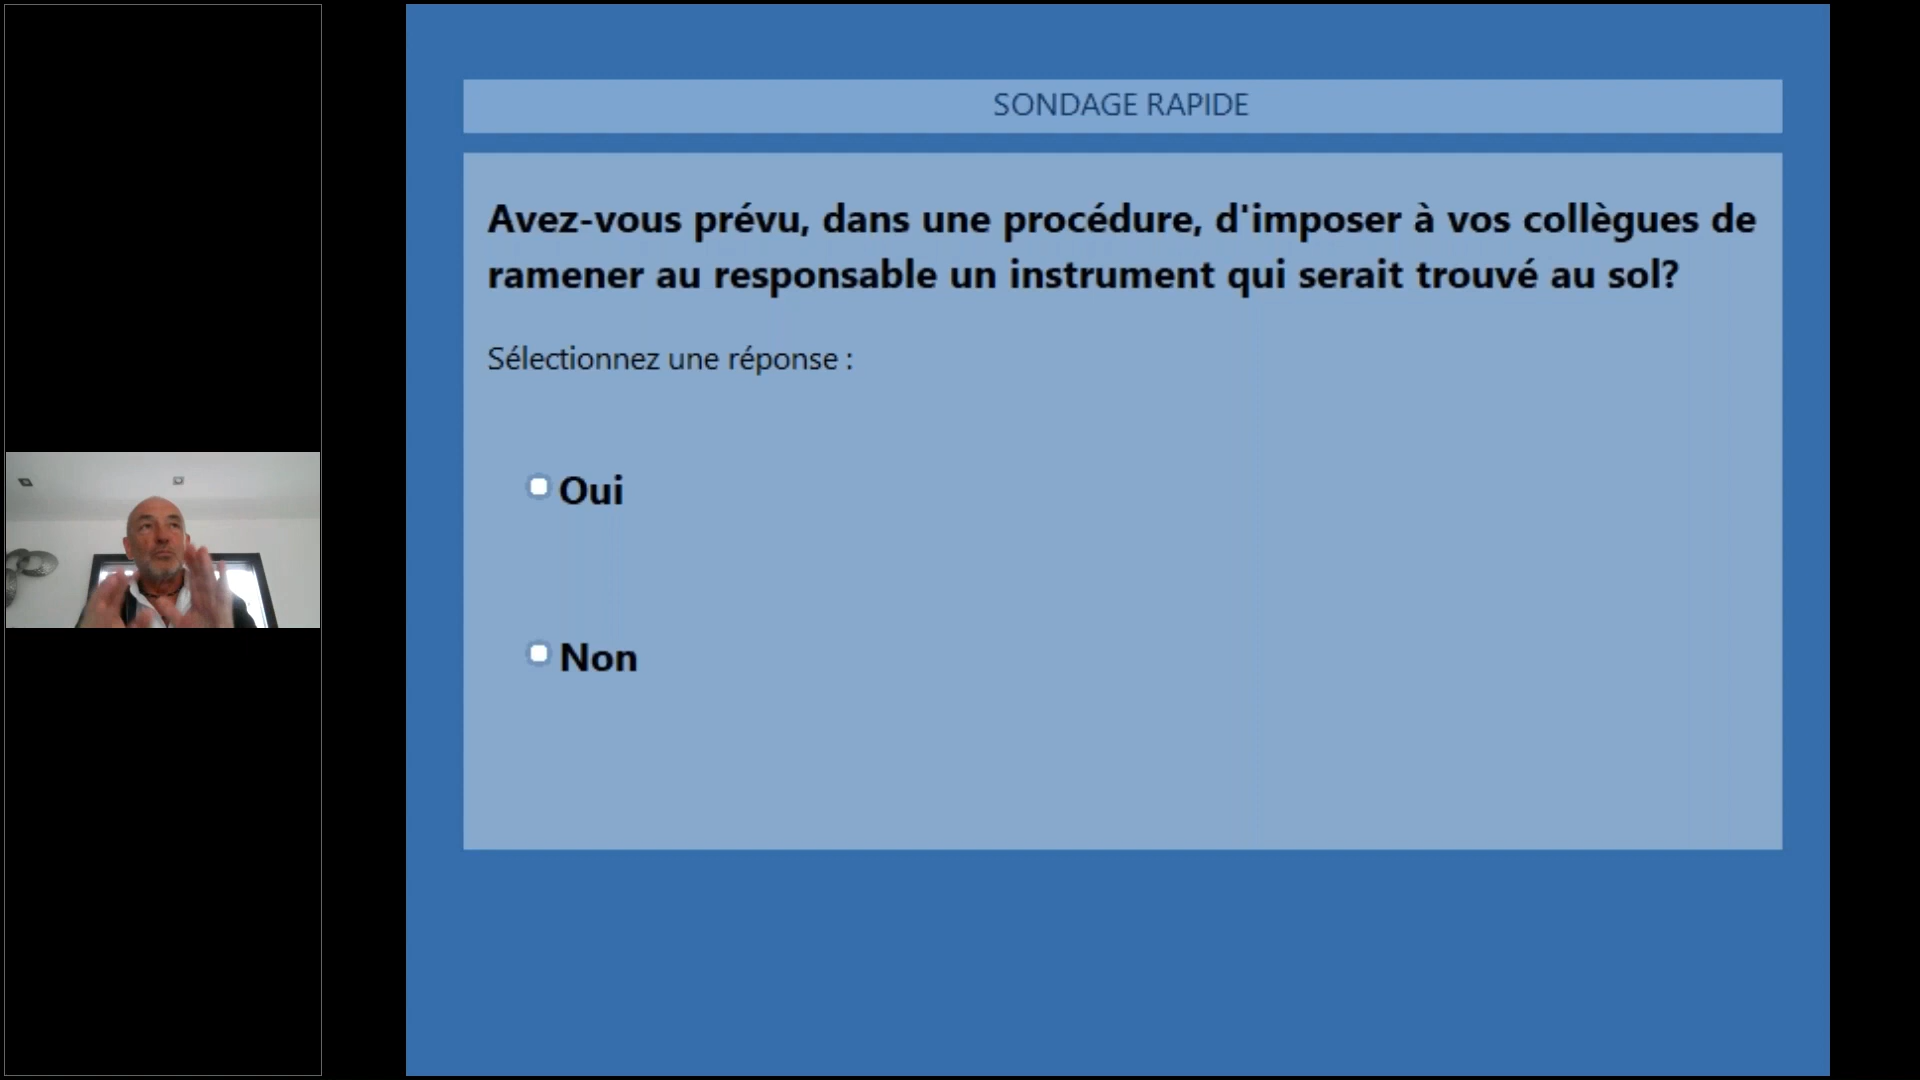 SONDAGE RAPIDE
Avez-vous prévu, dans une procédure, d'imposer à vos collègues de
ramener au responsable un instrument qui serait trouvé au sol?
Sélectionnez une réponse :
Oui
Non